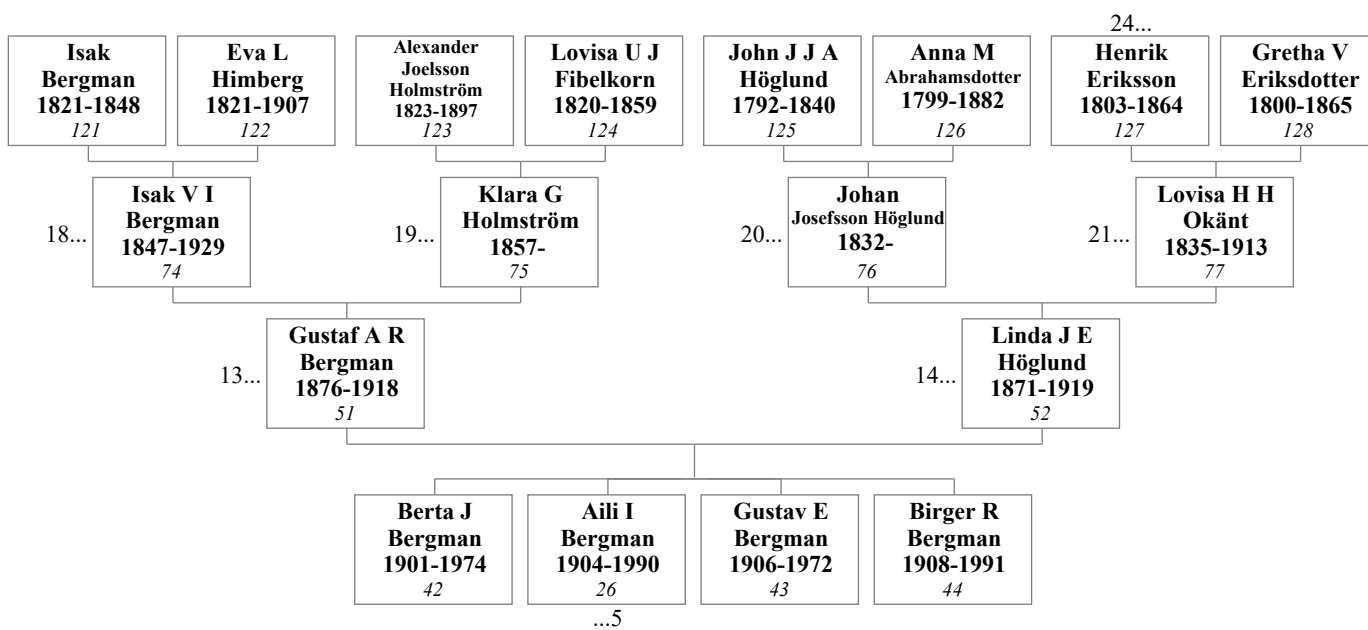 24...
Isak
Bergman
1821-1848
121
Eva L
Himberg
1821-1907
122
Alexander
Joelsson
Holmström
1823-1897
123
Lovisa U J
Fibelkorn
1820-1859
124
John J J A
Höglund
1792-1840
125
Anna M
Abrahamsdotter
1799-1882
126
Henrik
Eriksson
1803-1864
127
Gretha V
Eriksdotter
1800-1865
128
18...
Isak V I
Bergman
1847-1929
74
19...
Klara G
Holmström
1857-
75
20...
Johan
Josefsson Höglund
1832-
76
21...
Lovisa H H
Okänt
1835-1913
77
13...
Gustaf A R
Bergman
1876-1918
51
14...
Linda J E
Höglund
1871-1919
52
Berta J
Bergman
1901-1974
42
Aili I
Bergman
1904-1990
26
Gustav E
Bergman
1906-1972
43
Birger R
Bergman
1908-1991
44
...5